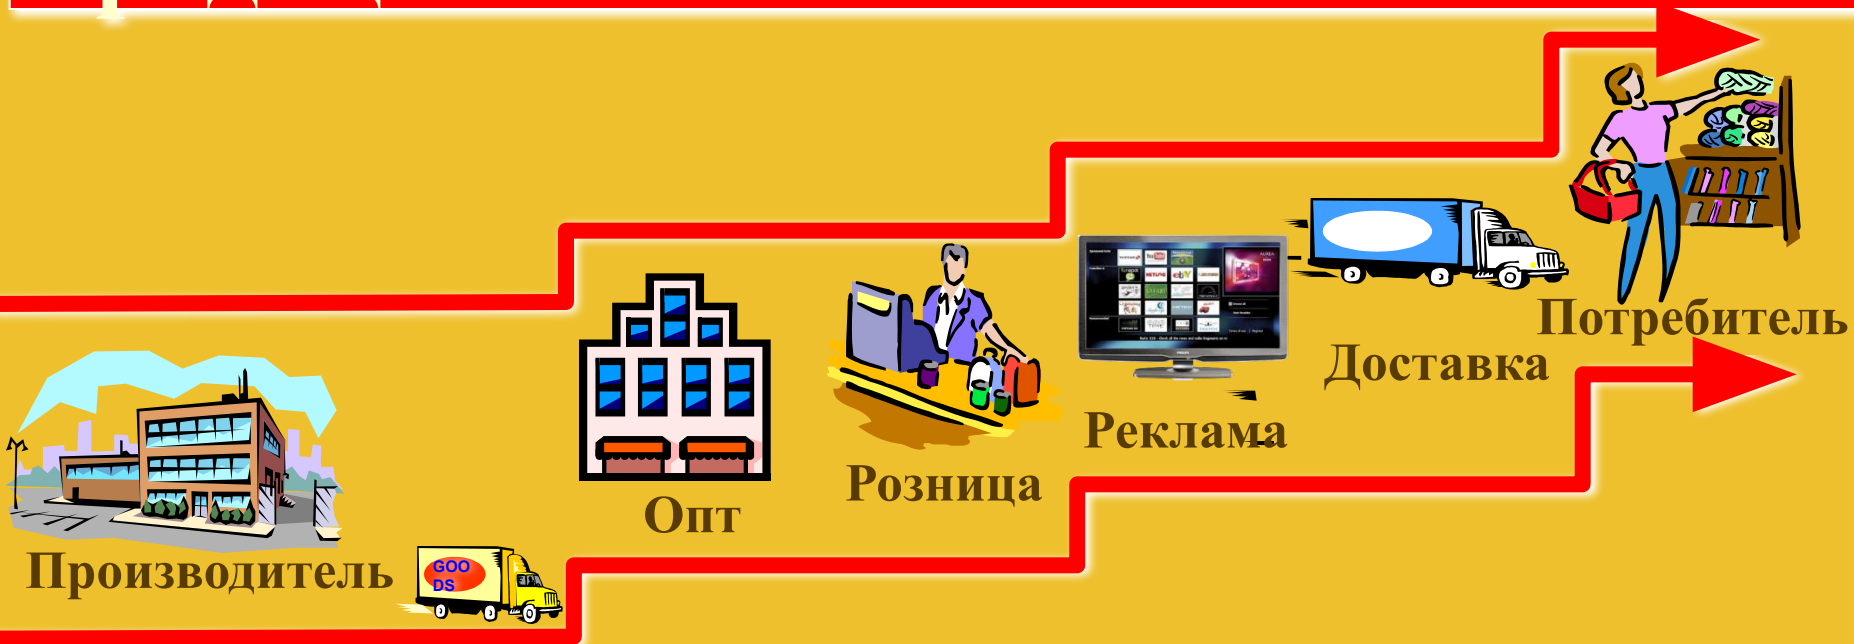 Производитель
GOO
DS
Опт
Розница
Реклама
Доставка
Потребитель